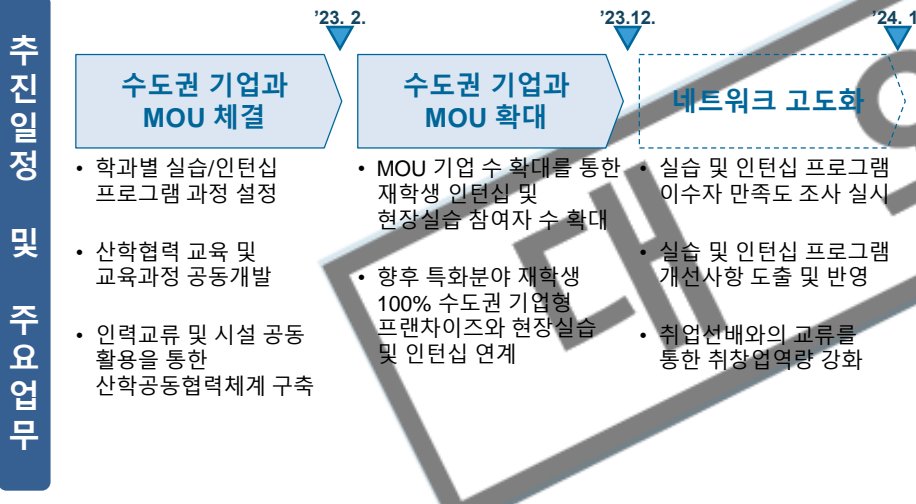 추진일정 및 주요업무
’23. 2.
’23.12.
’24. 1
수도권 기업과
MOU 체결
수도권 기업과
MOU 확대
네트워크 고도화
• 학과별 실습/인턴십
프로그램 과정 설정
• 산학협력 교육 및
교육과정 공동개발
• 인력교류 및 시설 공동
활용을 통한
산학공동협력체계 구축
• MOU 기업 수 확대를 통한
재학생 인턴십 및
현장실습 참여자 수 확대
• 향후 특화분야 재학생
100% 수도권 기업형
프랜차이즈와 현장실습
및 인턴십 연계
• 실습 및 인턴십 프로그램
이수자 만족도 조사 실시
• 실습 및 인턴십 프로그램
개선사항 도출 및 반영
• 취업선배와의 교류를
통한 취창업역량 강화
대외